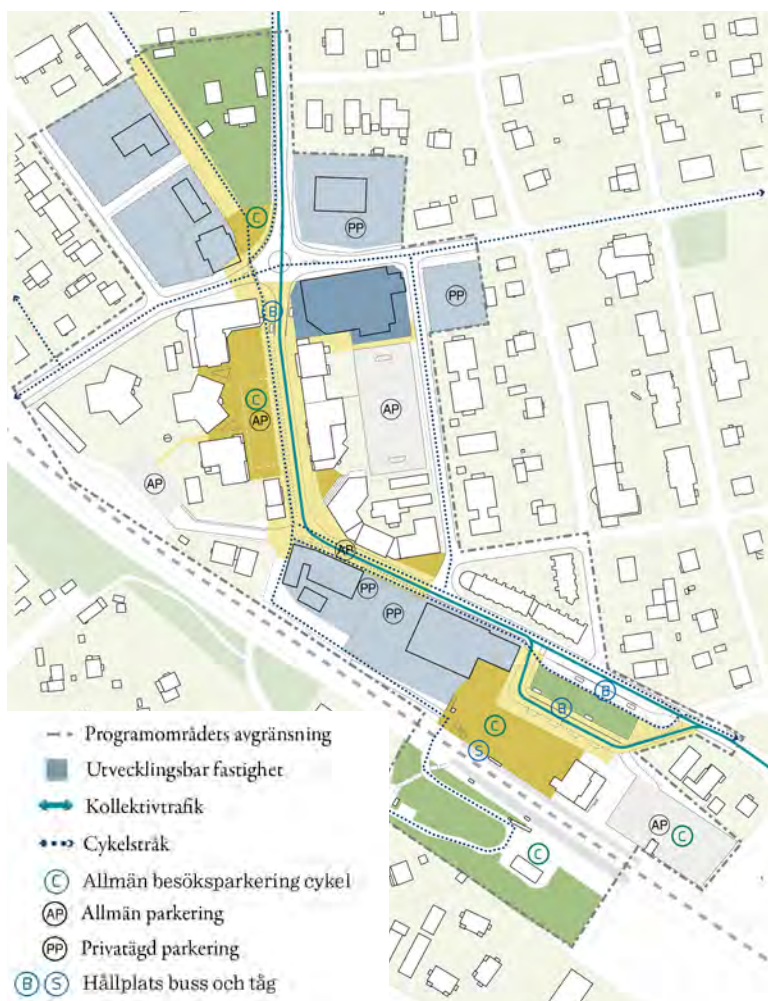 C
PP
B
PP
C
AP
AP
AP
AP
PP
PP
B
B
C
S
AP
C
C
Programområdets avgränsning
Utvecklingsbar fastighet
Kollektivtrafik
Cykelstråk
C Allmän besöksparkering cykel
AP Allmän parkering
PP Privatägd parkering
B S Hållplats buss och tåg